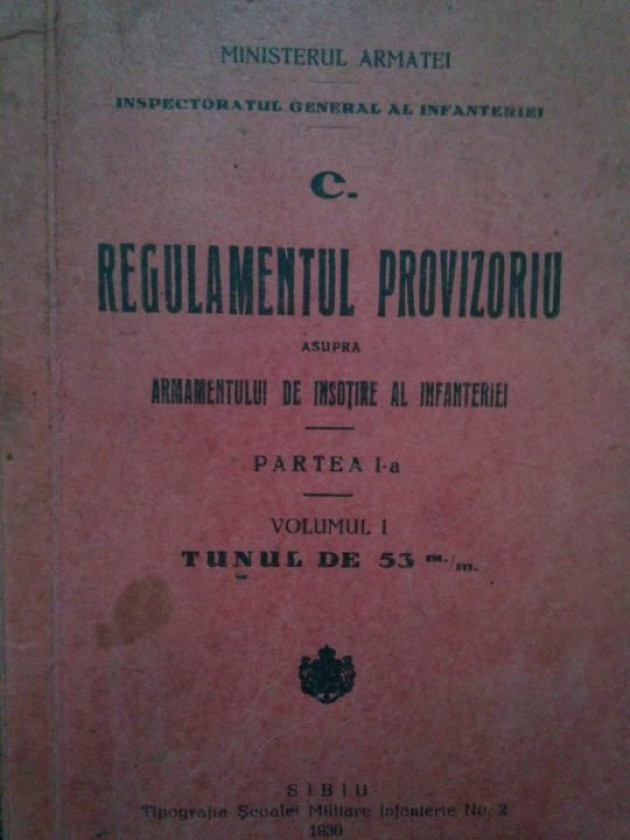 MINISTERUL ARMATEI
INSPECTORATUL GENERAL AL INFANTERIEI
C.
REGULAMENTUL PROVIZORIU
ASUPRA
ARMAMENTULUI DE INSOȚIRE AL INFANTERIEI
PARTEA I-a
VOLUMUL I
TUNUL DE 53 m./m.
SIBIU
Tipografia Școalei Militare Infanterie No. 2
1930